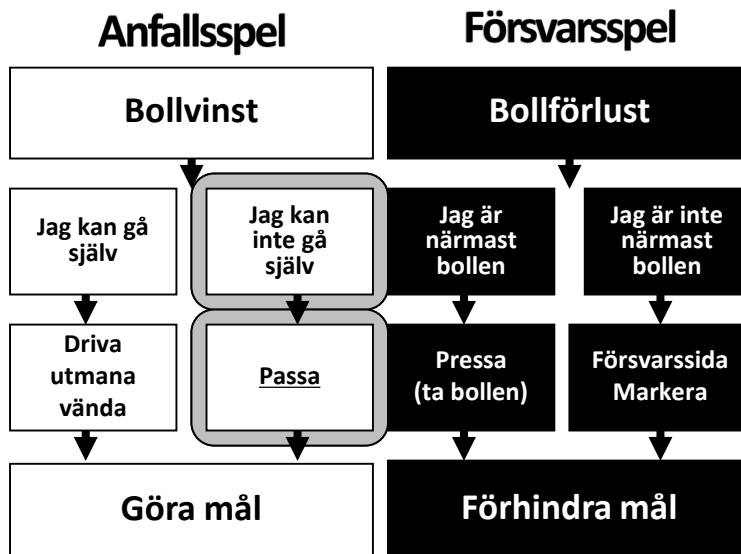 Anfallsspel
Försvarsspel
Bollvinst
Bollförlust
Jag kan gå
själv
Jag kan
inte gå
själv
Jag är
närmast
bollen
Jag är inte
närmast
bollen
Driva
utmana
vända
Passa
Pressa
(ta bollen)
Försvarssida
Markera
Göra mål
Förhindra mål